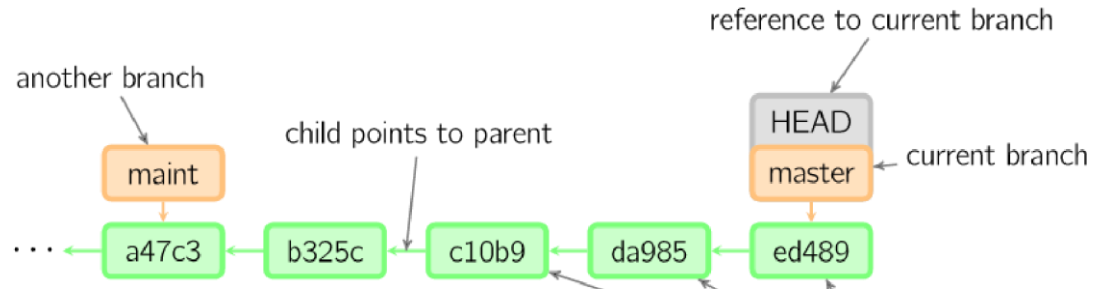 reference to current branch
another branch
HEAD
child points to parent
current branch
maint
master
··· a47c3 b325c c10b9 da985 ed489